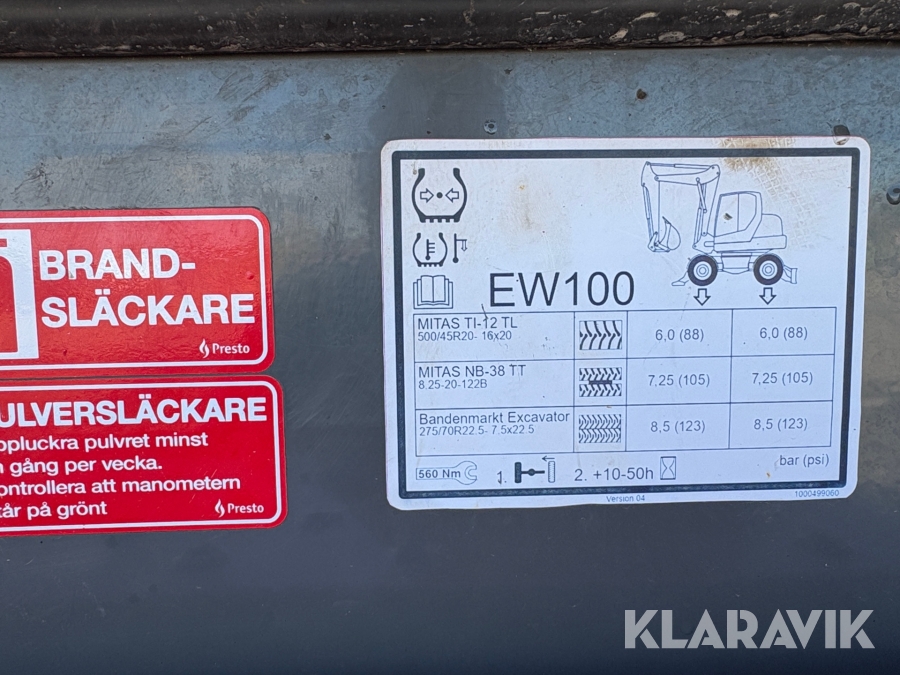 BRAND-
SLÄCKARE
Presto
ULVERSLÄCKARE
ppluckra pulvret minst
n gång per vecka.
ontrollera att manometern
tår på grönt
Presto
EW100
MITAS TI-12 TL
500/45R20- 16x20
6,0 (88)
6,0 (88)
MITAS NB-38 TT
8.25-20-122B
7,25 (105)
7,25 (105)
Bandenmarkt Excavator
275/70R22.5- 7.5x22.5
8,5 (123)
8,5 (123)
560 Nm
1.
2. +10-50h
bar (psi)
Version 04
1000499060
KLARAVIK